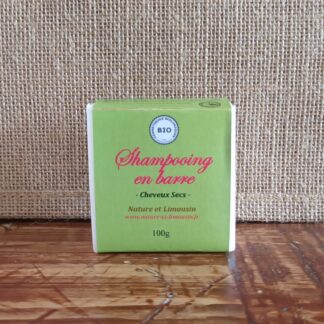 BIO
Shampooing
en barre
- Cheveux Secs -
Nature et Limousin
www.nature-et-limousin.fr
100g